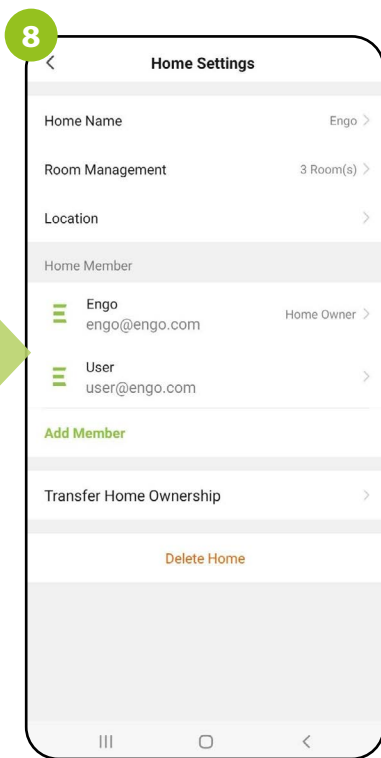 8
Home Settings
Home Name Engo
Room Management 3 Room(s)
Location
Home Member
Engo
engo@engo.com Home Owner
User
user@engo.com
Add Member
Transfer Home Ownership
Delete Home